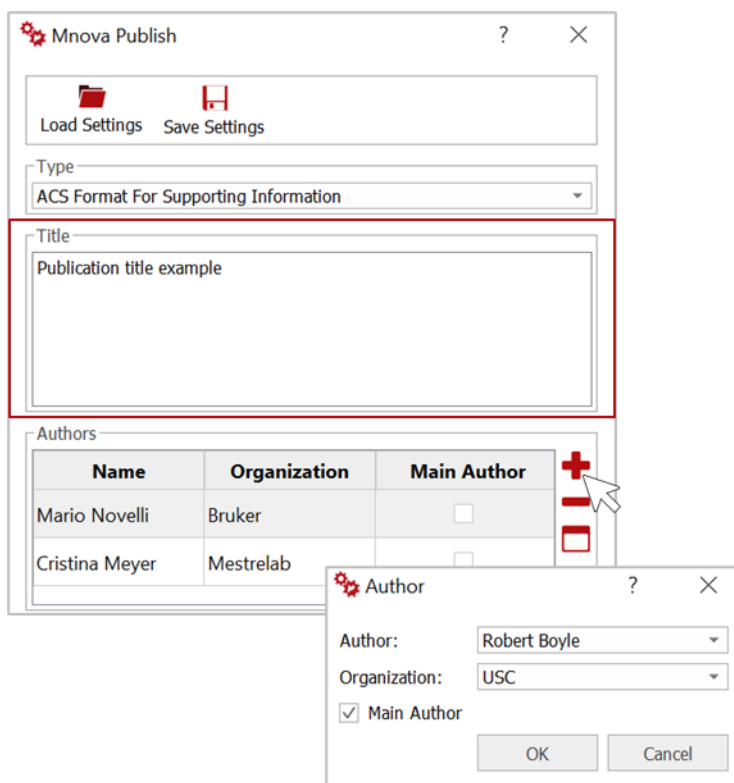 Mnova Publish
?
Load Settings Save Settings
Type
ACS Format For Supporting Information
Title
Publication title example
Authors
Name Organization Main Author
Mario Novelli Bruker
Cristina Meyer Mestrelab
Author
?
Author: Robert Boyle
Organization: USC
Main Author
OK Cancel